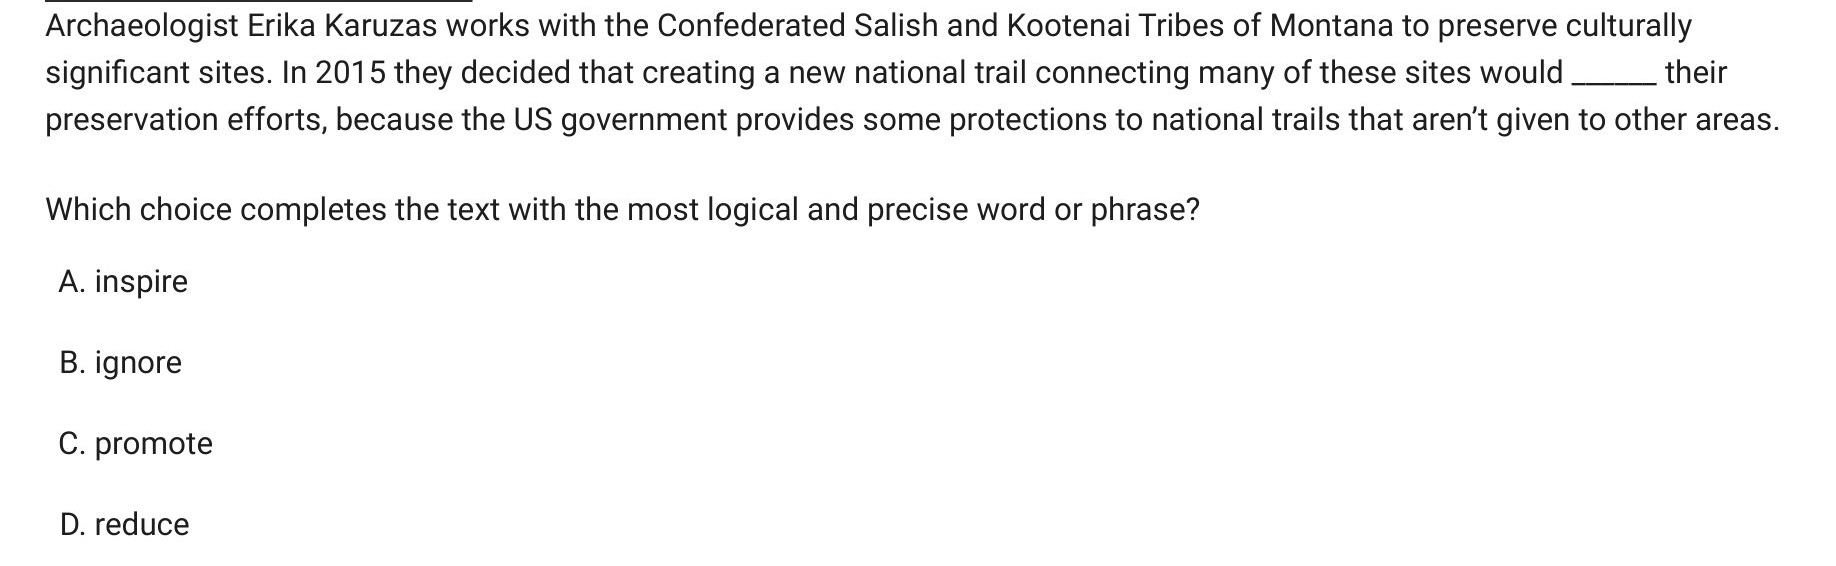 Archaeologist Erika Karuzas works with the Confederated Salish and Kootenai Tribes of Montana to preserve culturally
significant sites. In 2015 they decided that creating a new national trail connecting many of these sites would ______ their
preservation efforts, because the US government provides some protections to national trails that aren't given to other areas.
Which choice completes the text with the most logical and precise word or phrase?
A. inspire
B. ignore
C. promote
D. reduce